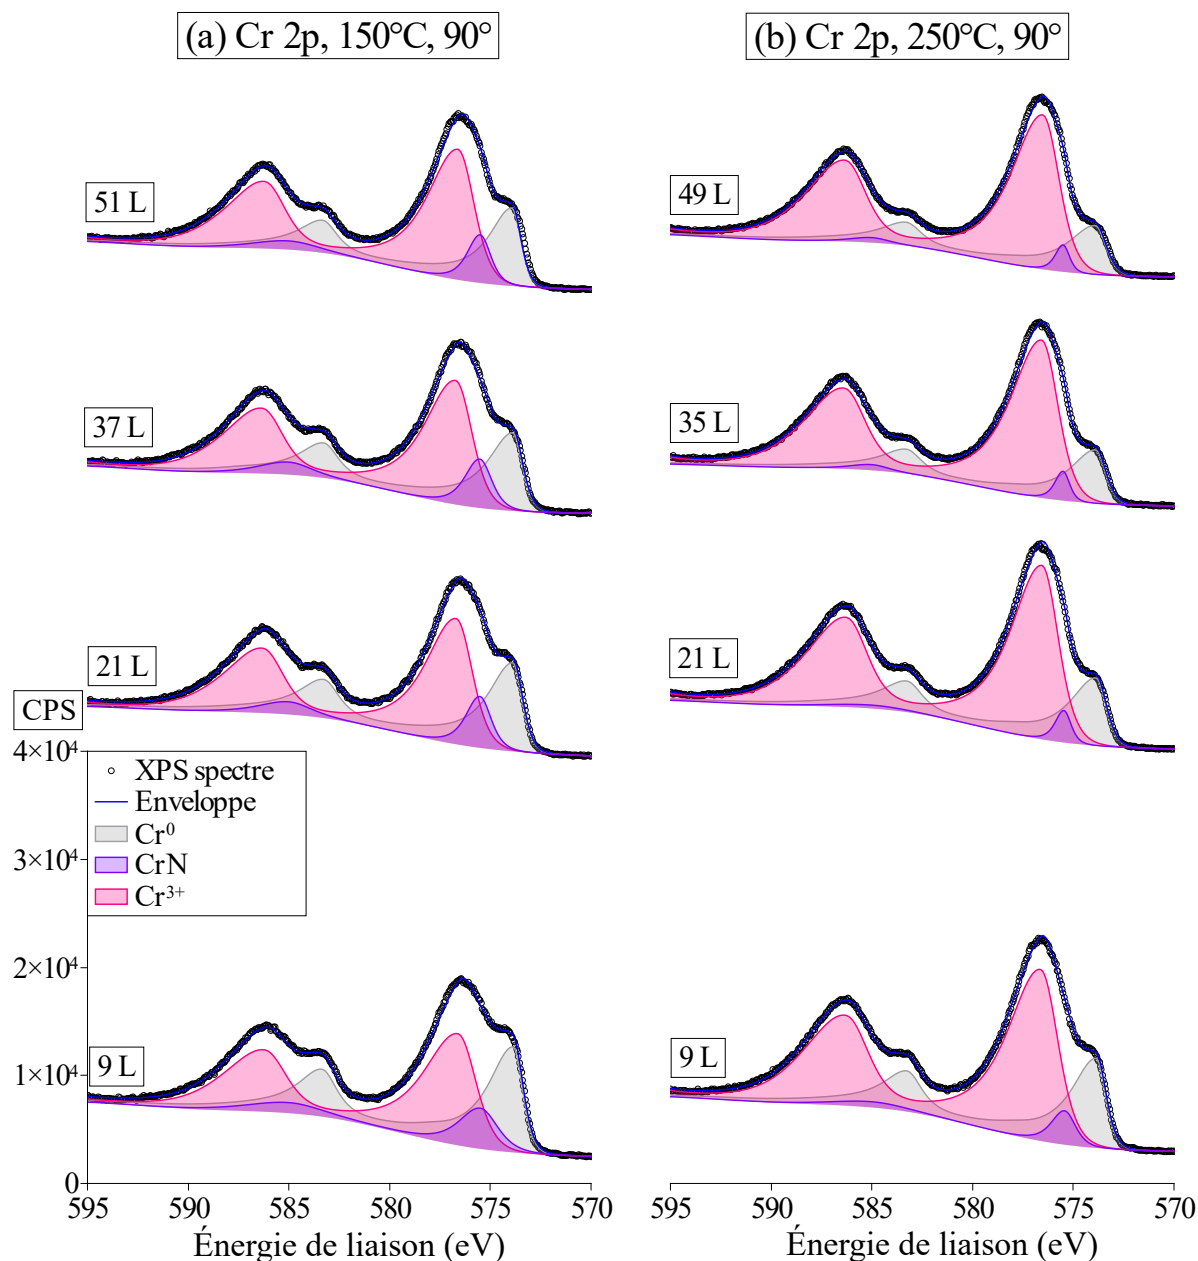 (a) Cr 2p, 150°C, 90°
(b) Cr 2p, 250°C, 90°
51 L
49 L
37 L
35 L
21 L
21 L
CPS
4×10⁴
XPS spectre
Enveloppe
Cr⁰
3×10⁴
CrN
Cr³⁺
2×10⁴
9 L
9 L
1×10⁴
0
595 590 585 580 575 570
595 590 585 580 575 570
Énergie de liaison (eV)
Énergie de liaison (eV)